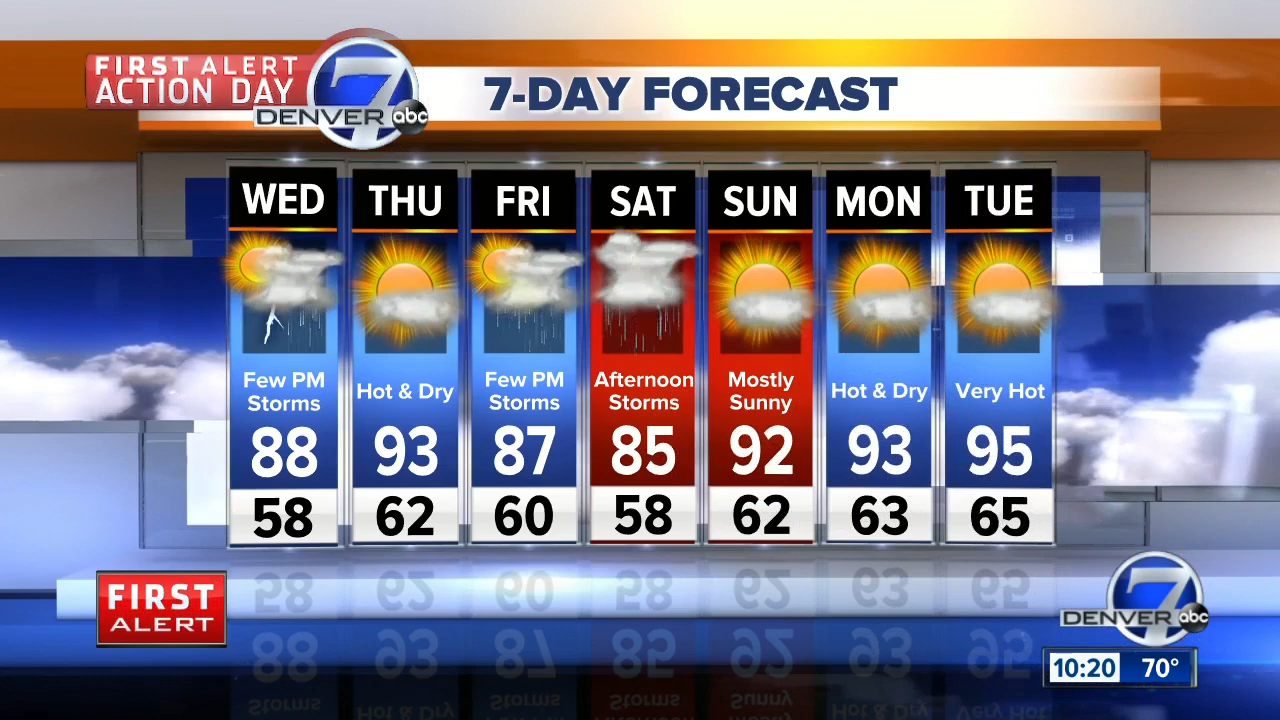 FIRST ALERT
ACTION DAY
7
DENVER abc
7-DAY FORECAST
WED THU FRI SAT SUN MON TUE
Few PM Storms
Hot & Dry
Few PM Storms
Afternoon Storms
Mostly Sunny
Hot & Dry
Very Hot
88 93 87 85 92 93 95
58 62 60 58 62 63 65
FIRST
ALERT
7
DENVER abc
10:20 70°